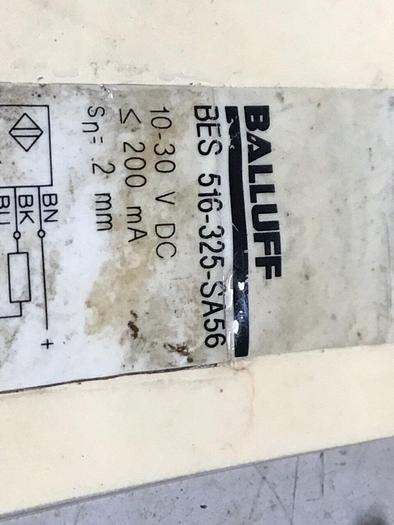 BALLUFF
BES 516-325-SA56
10-30 V DC
≤ 200 mA
Sn= 2 mm
BN
BK
BU
+